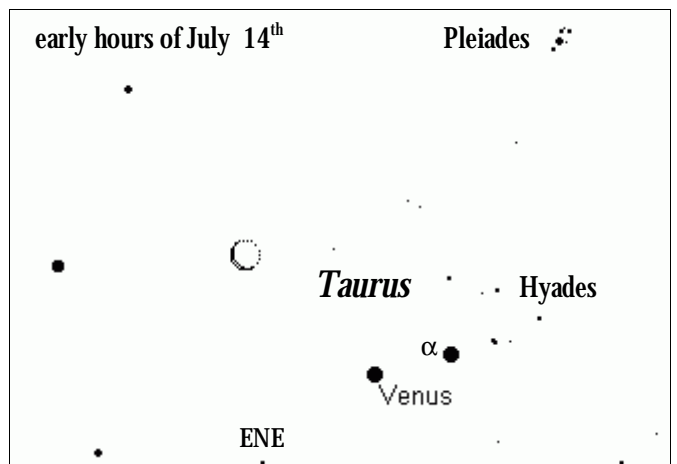 early hours of July 14th Pleiades
Taurus Hyades
α
Venus
ENE